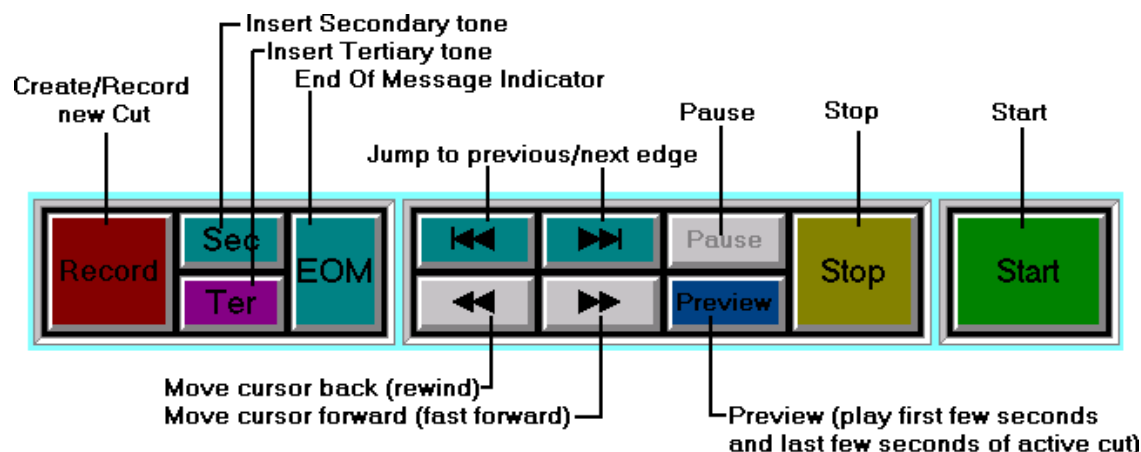 Insert Secondary tone
Insert Tertiary tone
End Of Message Indicator
Create/Record
new Cut
Pause
Stop
Start
Jump to previous/next edge
Record
Sec
Ter
EOM
Pause
Preview
Stop
Start
Move cursor back (rewind)
Move cursor forward (fast forward)
Preview (play first few seconds
and last few seconds of active cut)